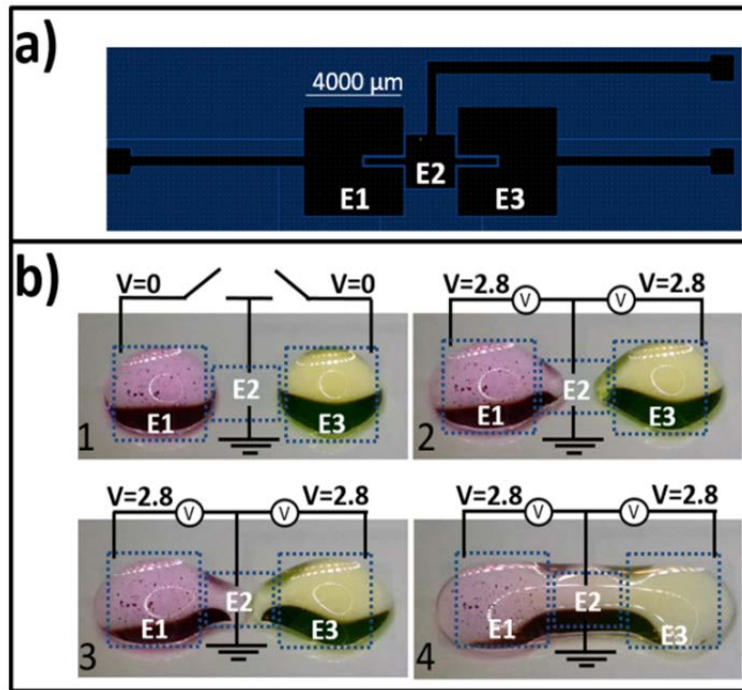 a)
4000 µm
E1 E2 E3
b)
V=0 V=0
E2
E1 E3
1
V=2.8 V V V=2.8
E2
E1 E3
2
V=2.8 V V V=2.8
E2
E1 E3
3
V=2.8 V V V=2.8
E2
E1 E3
4